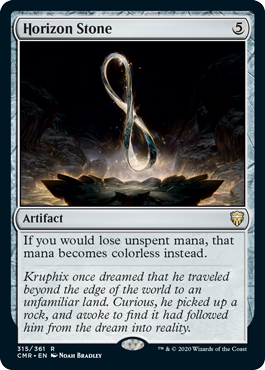 Horizon Stone 5
Artifact
If you would lose unspent mana, that
mana becomes colorless instead.
Kruphix once dreamed that he traveled
beyond the edge of the world to an
unfamiliar land. Curious, he picked up a
rock, and awoke to find it had followed
him from the dream into reality.
315/361 R
CMR • EN Noah Bradley
™ & © 2020 Wizards of the Coast